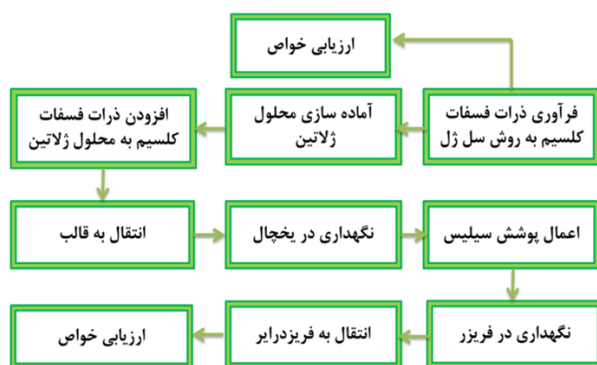 ارزیابی خواص
فرآوری ذرات فسفات
کلسیم به روش سل ژل
آماده سازی محلول
ژلاتین
افزودن ذرات فسفات
کلسیم به محلول ژلاتین
انتقال به قالب
نگهداری در یخچال
اعمال پوشش سیلیس
نگهداری در فریزر
انتقال به فریزدرایر
ارزیابی خواص